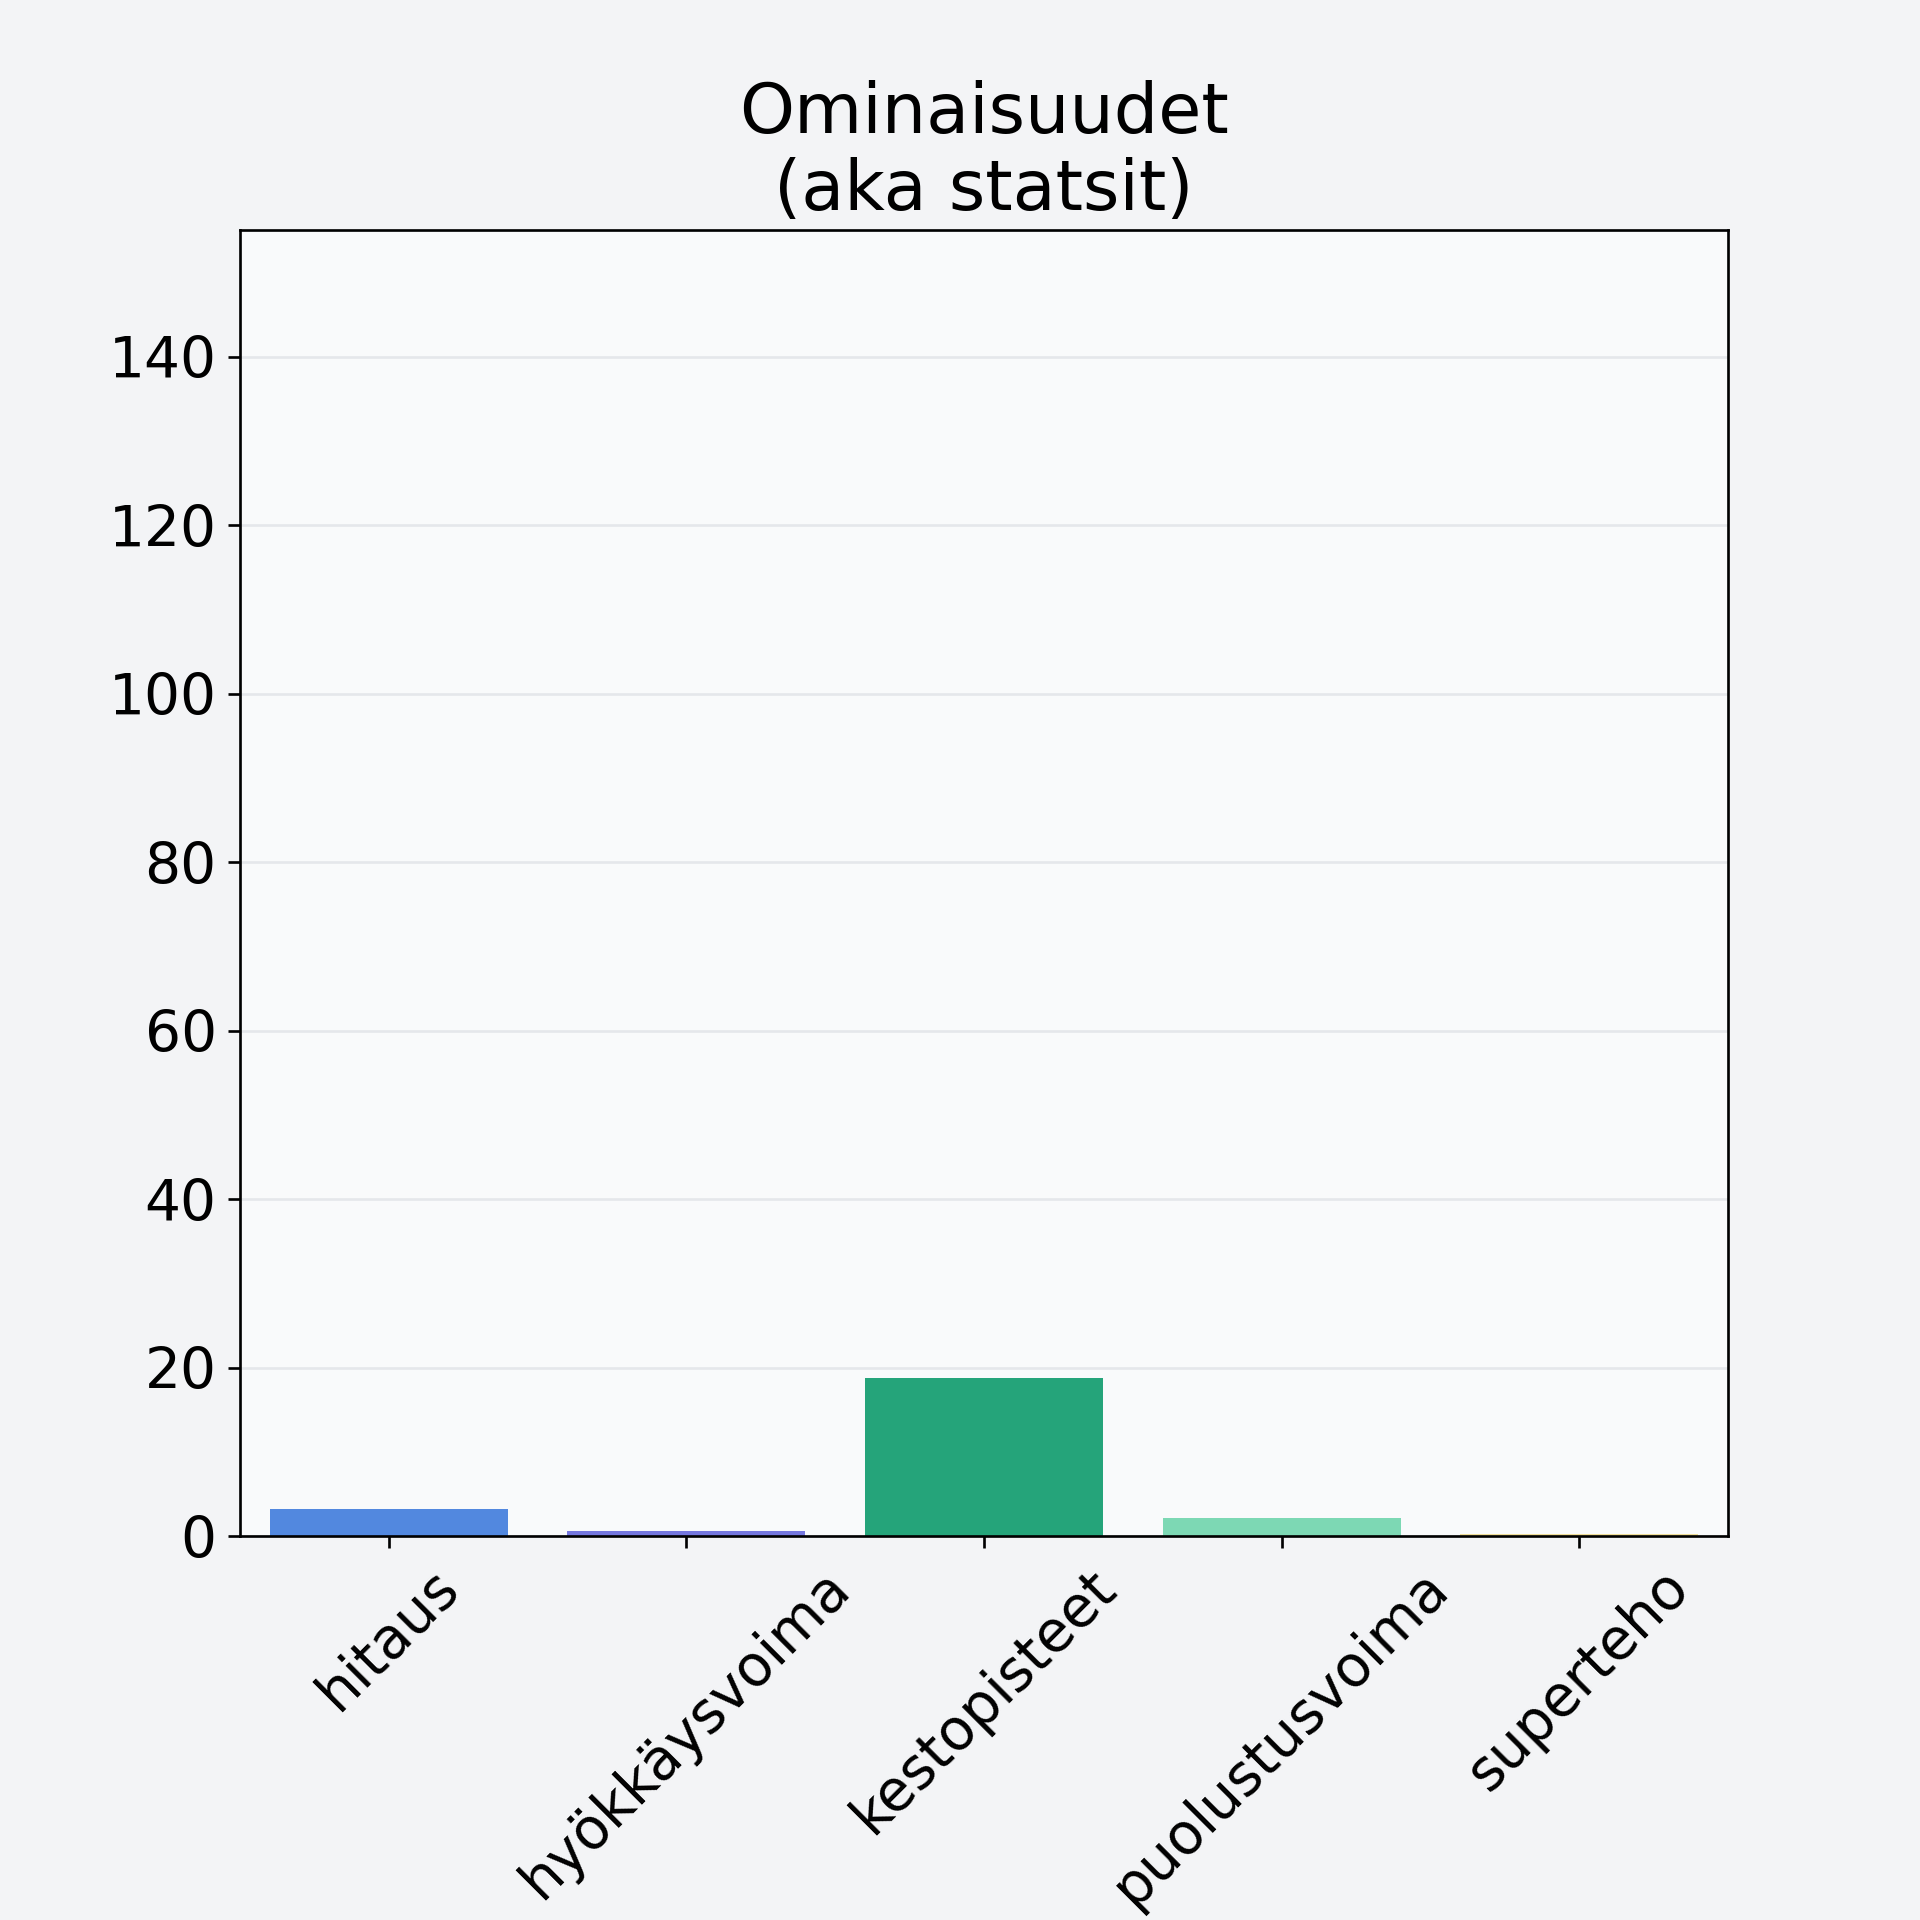 Ominaisuudet
(aka statsit)
140
120
100
80
60
40
20
0
hitaus
hyökkäysvoima
kestopisteet
puolustusvoima
superteho